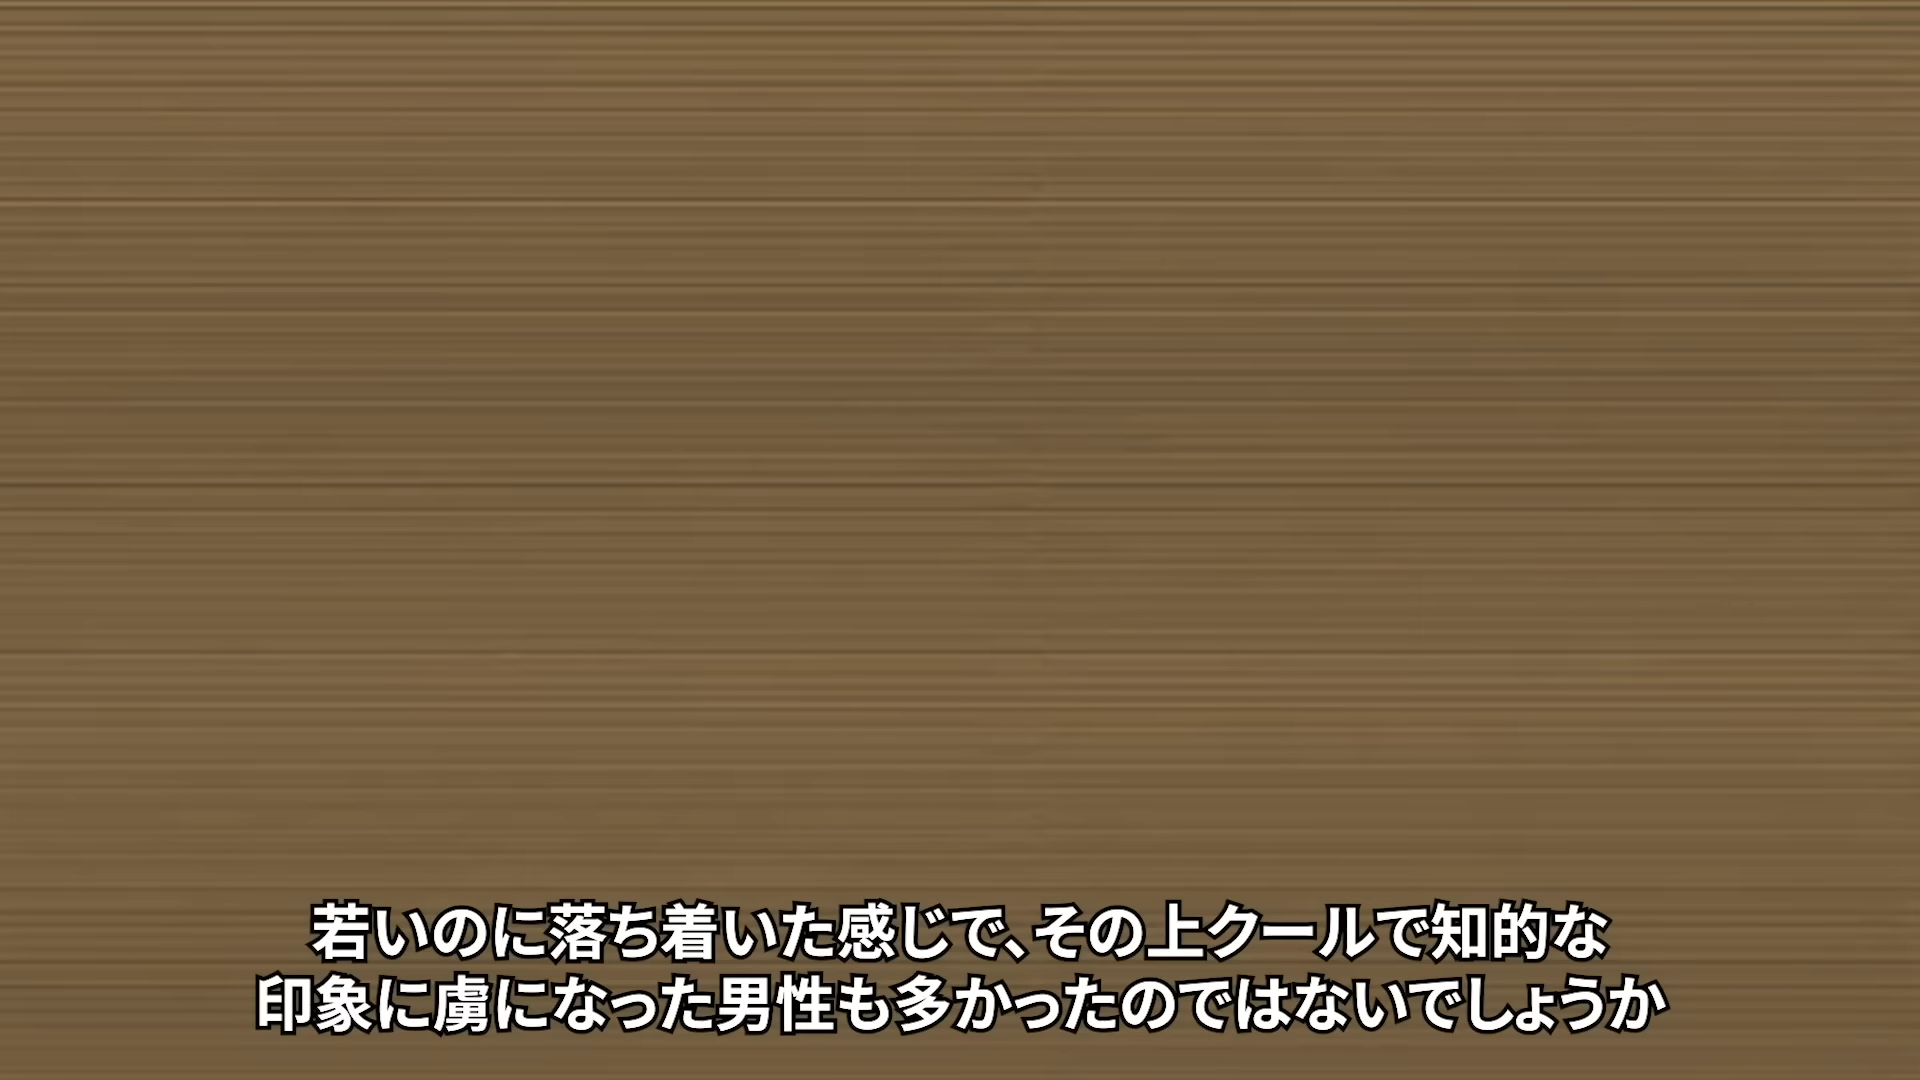 若いのに落ち着いた感じで、その上クールで知的な
印象に虜になった男性も多かったのではないでしょうか